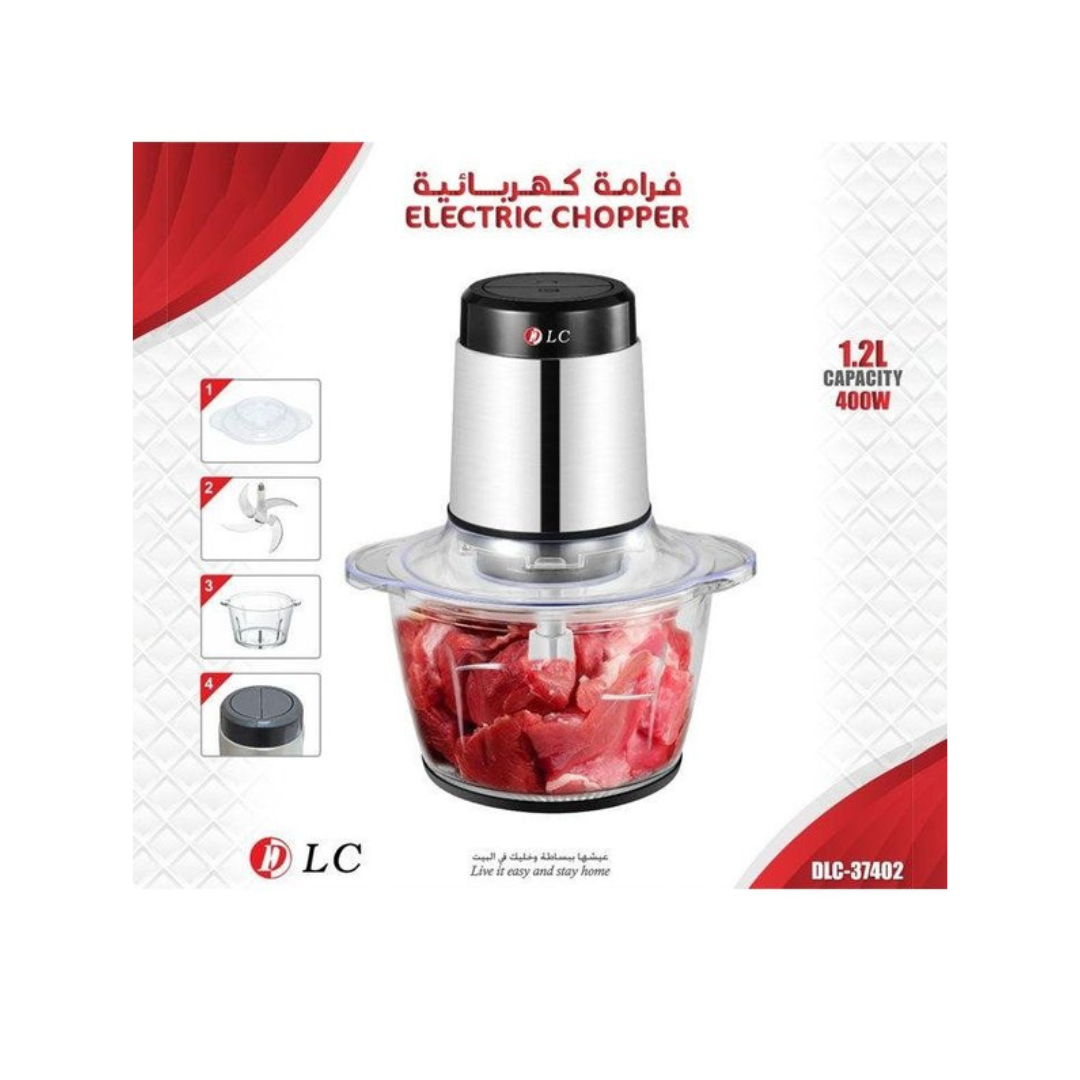 فرامة كهربائية
ELECTRIC CHOPPER
DLC
1.2L
CAPACITY
400W
1
2
3
4
DLC
عيشها ببساطة وخليك في البيت
Live it easy and stay home
DLC-37402